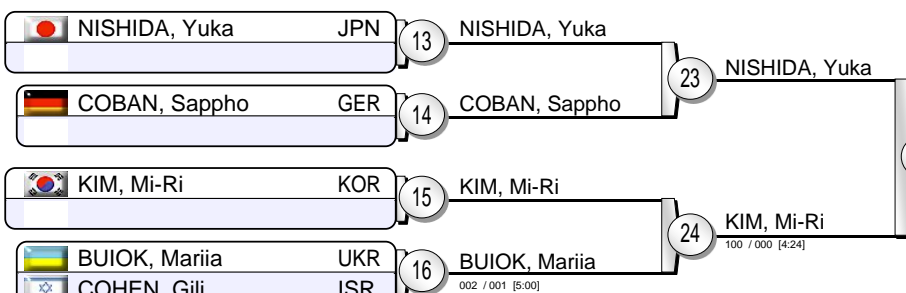 NISHIDA, Yuka JPN
13
NISHIDA, Yuka
23
NISHIDA, Yuka
COBAN, Sappho GER
14
COBAN, Sappho
KIM, Mi-Ri KOR
15
KIM, Mi-Ri
24
KIM, Mi-Ri
100 / 000 [4:24]
BUIOK, Mariia UKR
16
BUIOK, Mariia
002 / 001 [5:00]
COHEN, Gili ISR